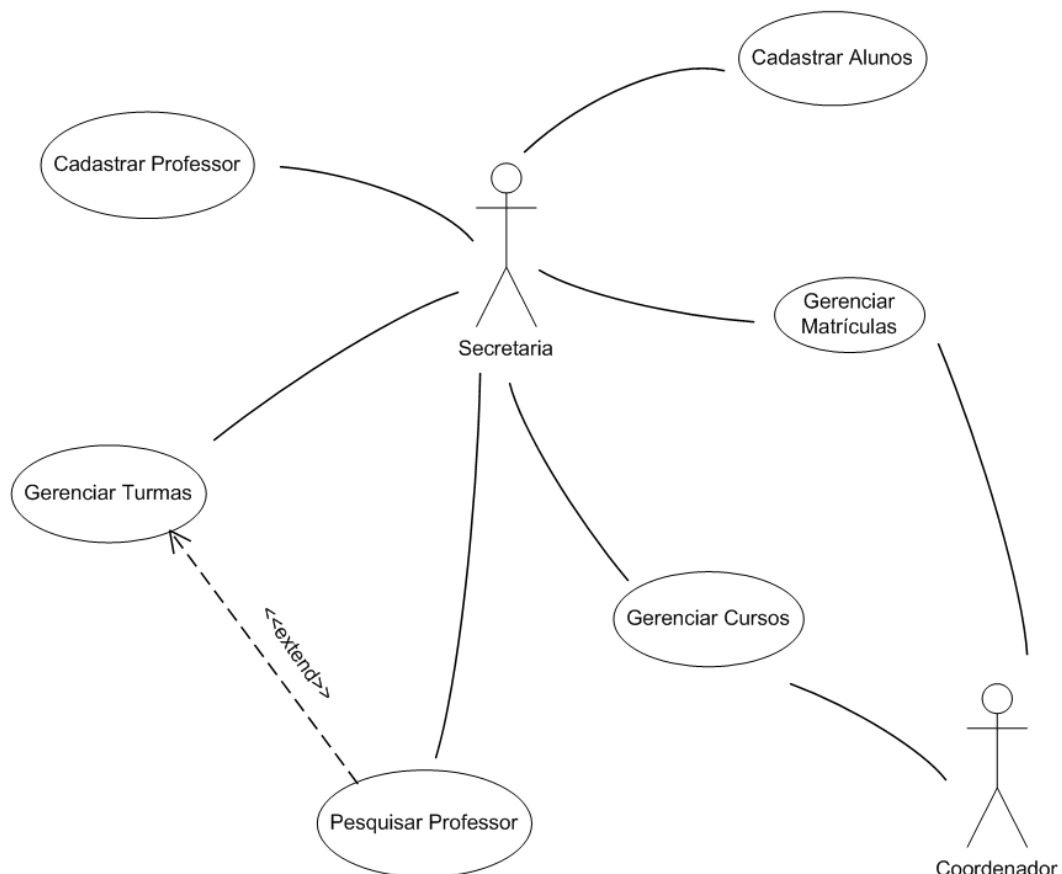 Cadastrar Alunos
Cadastrar Professor
Gerenciar
Matrículas
Secretaria
Gerenciar Turmas
<<extend>>
Gerenciar Cursos
Pesquisar Professor
Coordenador